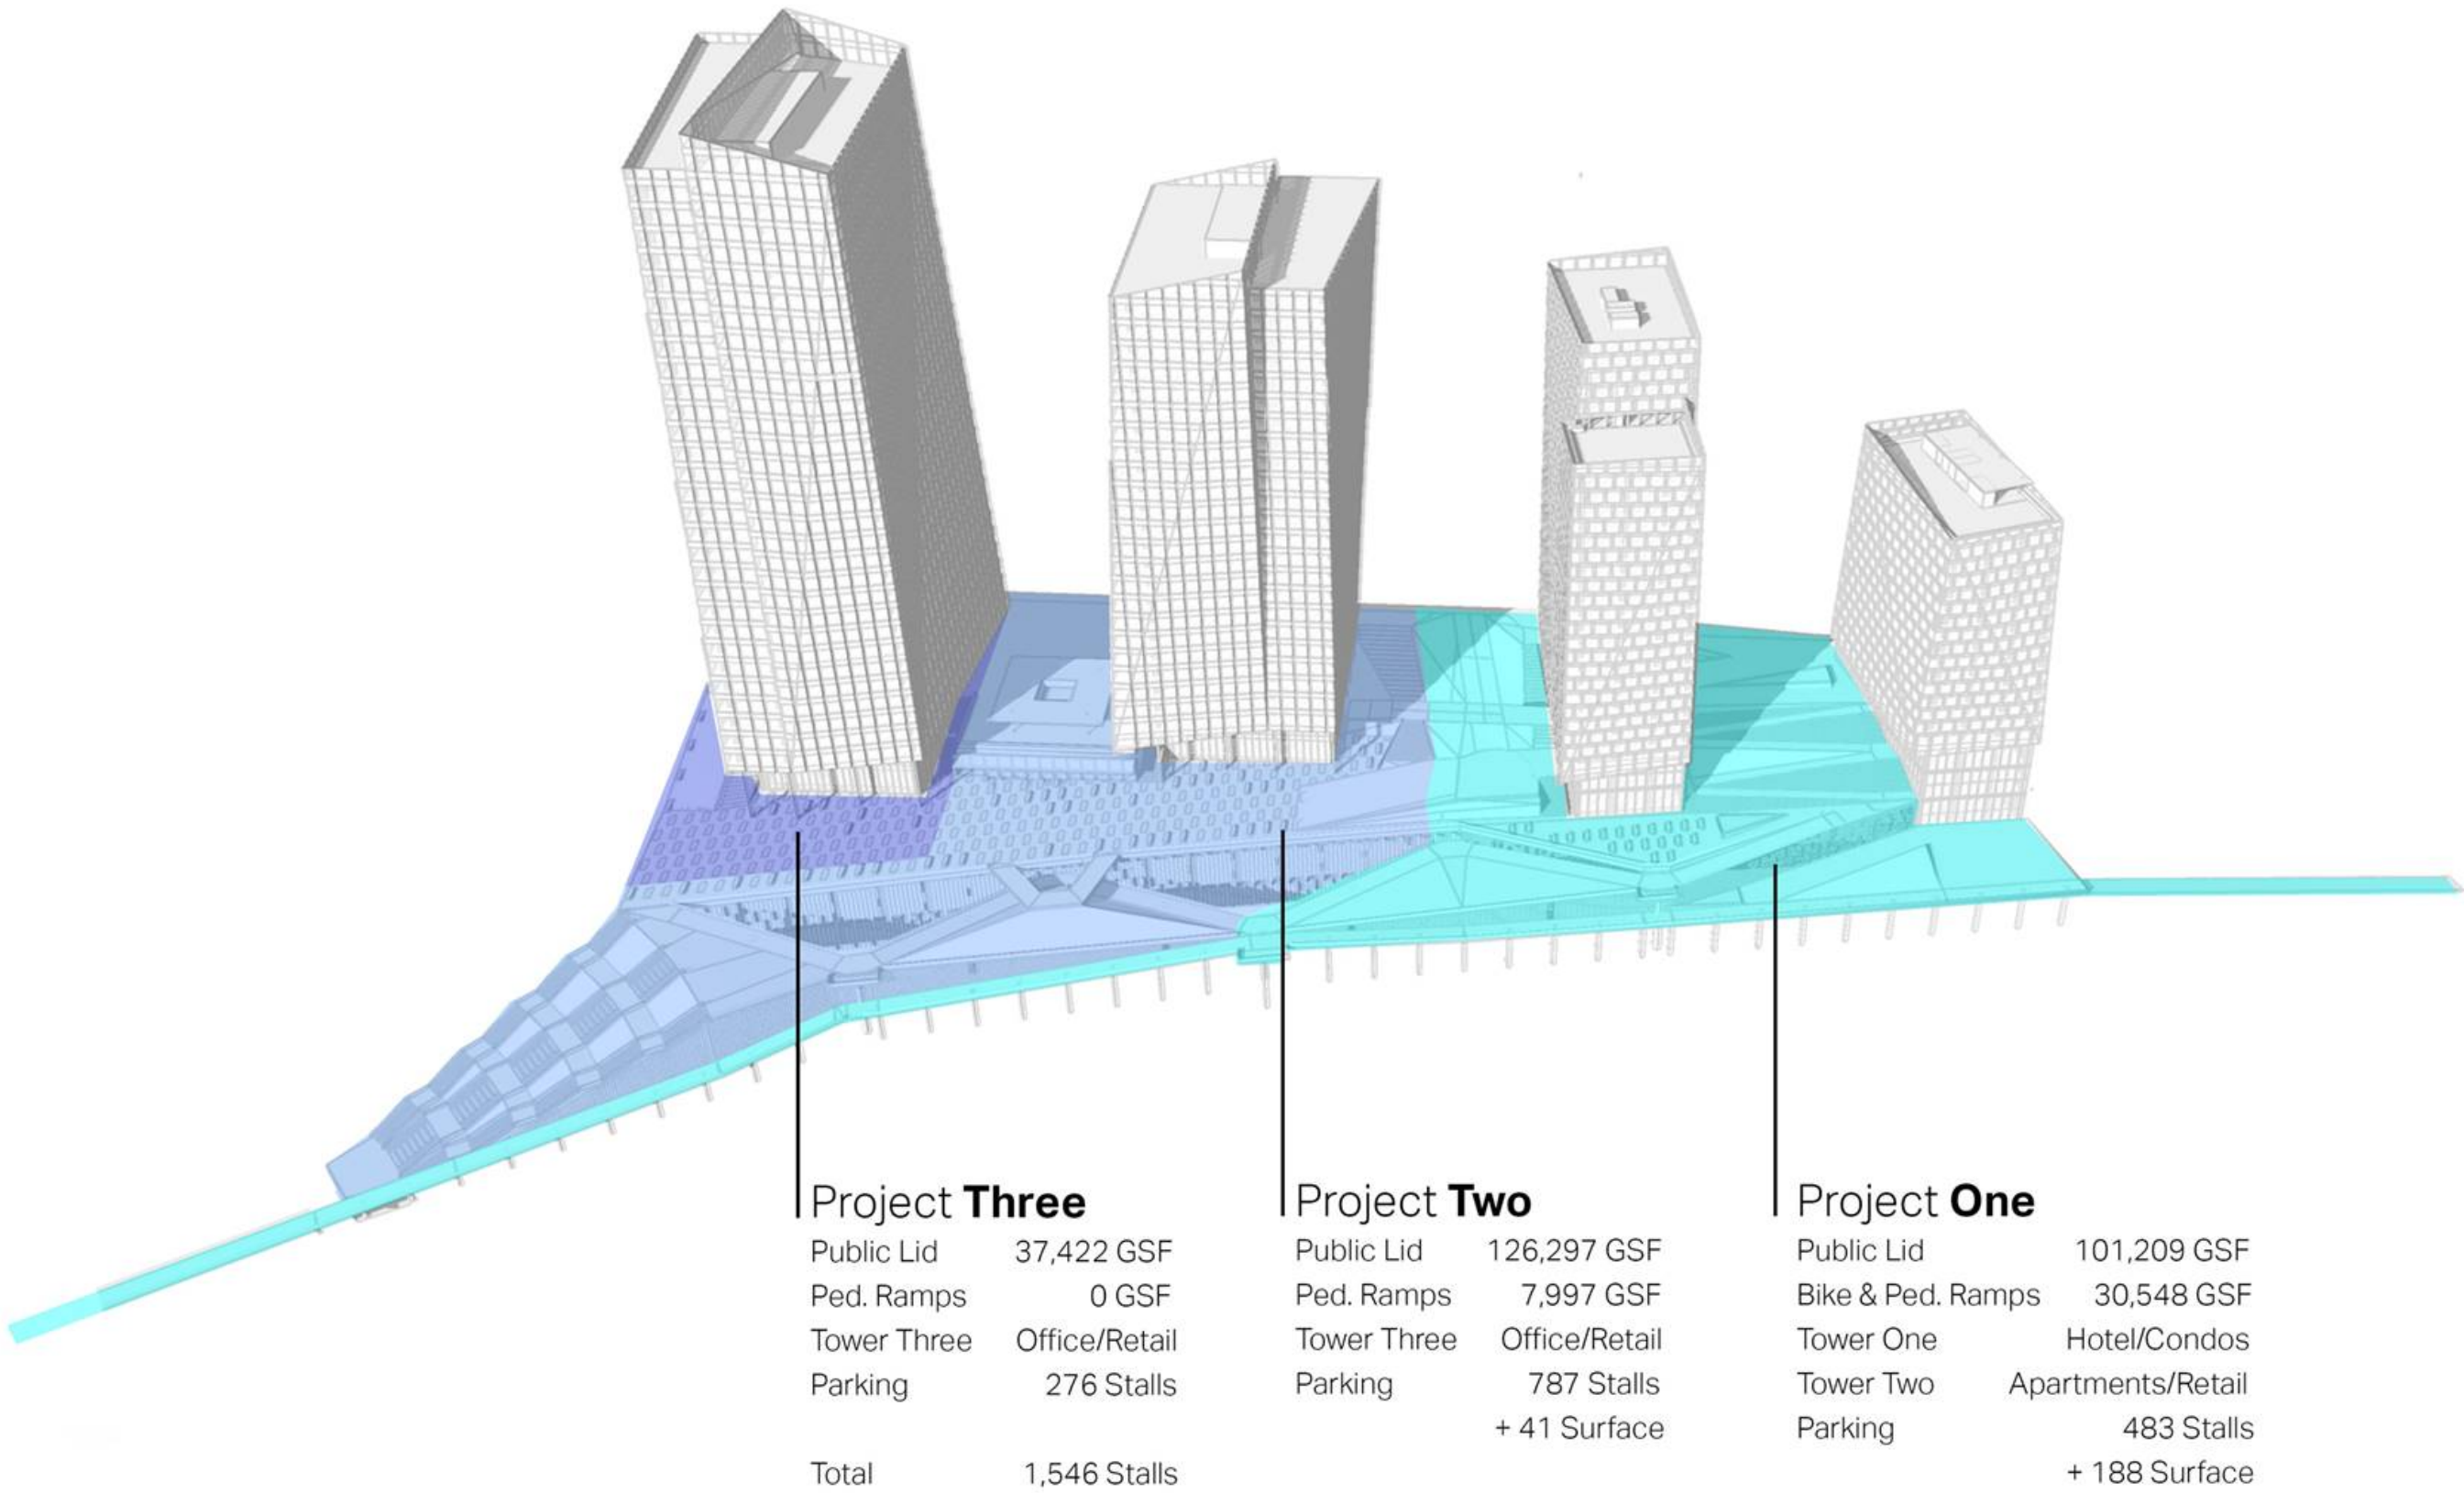 Project Three
Public Lid 37,422 GSF
Ped. Ramps 0 GSF
Tower Three Office/Retail
Parking 276 Stalls
Total 1,546 Stalls
Project Two
Public Lid 126,297 GSF
Ped. Ramps 7,997 GSF
Tower Three Office/Retail
Parking 787 Stalls
+ 41 Surface
Project One
Public Lid 101,209 GSF
Bike & Ped. Ramps 30,548 GSF
Tower One Hotel/Condos
Tower Two Apartments/Retail
Parking 483 Stalls
+ 188 Surface